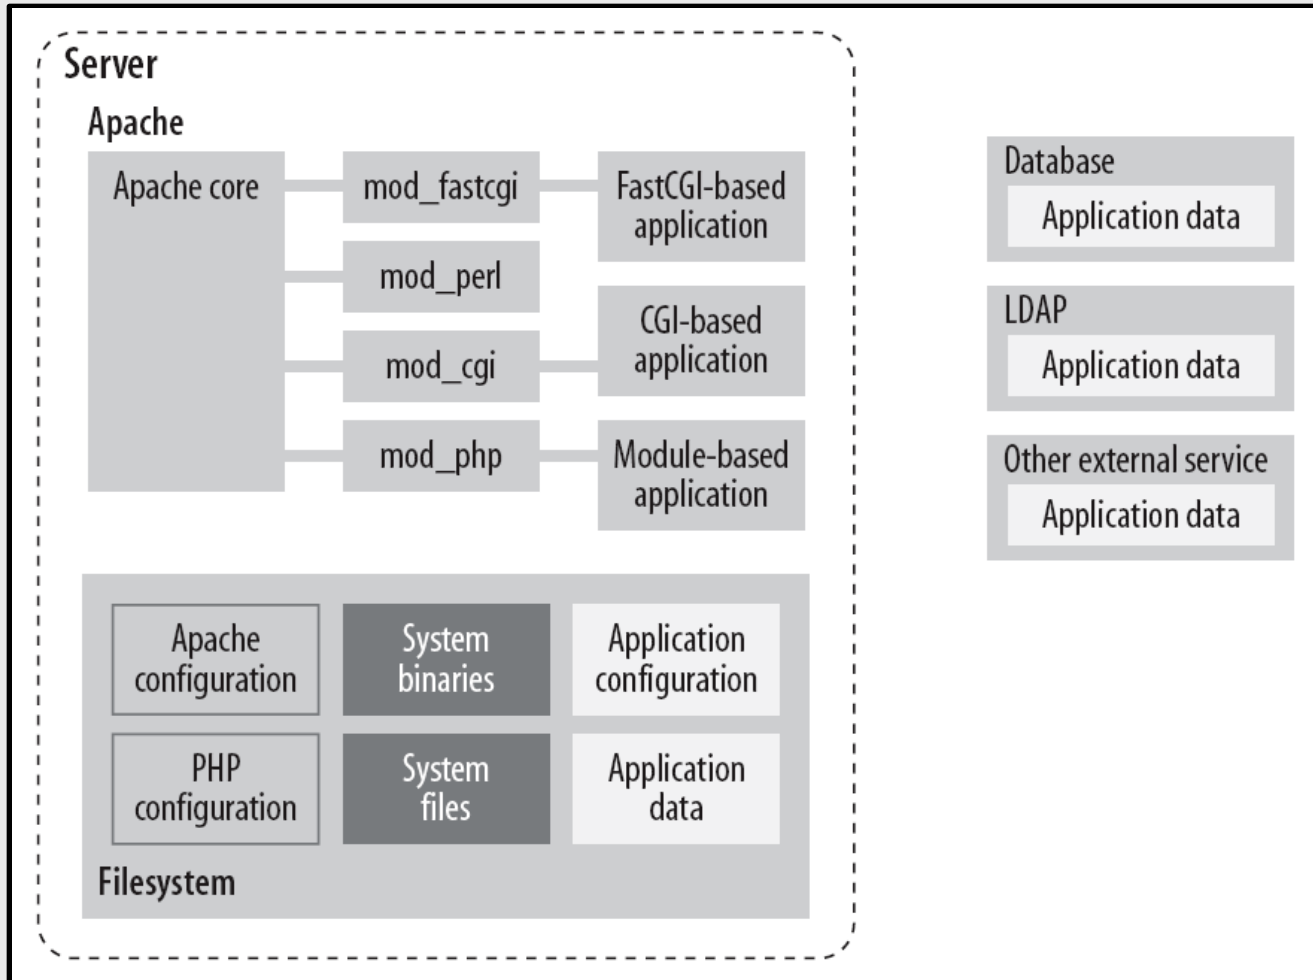 Server
Apache
Apache core
mod_fastcgi
FastCGI-based
application
mod_perl
mod_cgi
CGI-based
application
mod_php
Module-based
application
Apache
configuration
System
binaries
Application
configuration
PHP
configuration
System
files
Application
data
Filesystem
Database
Application data
LDAP
Application data
Other external service
Application data